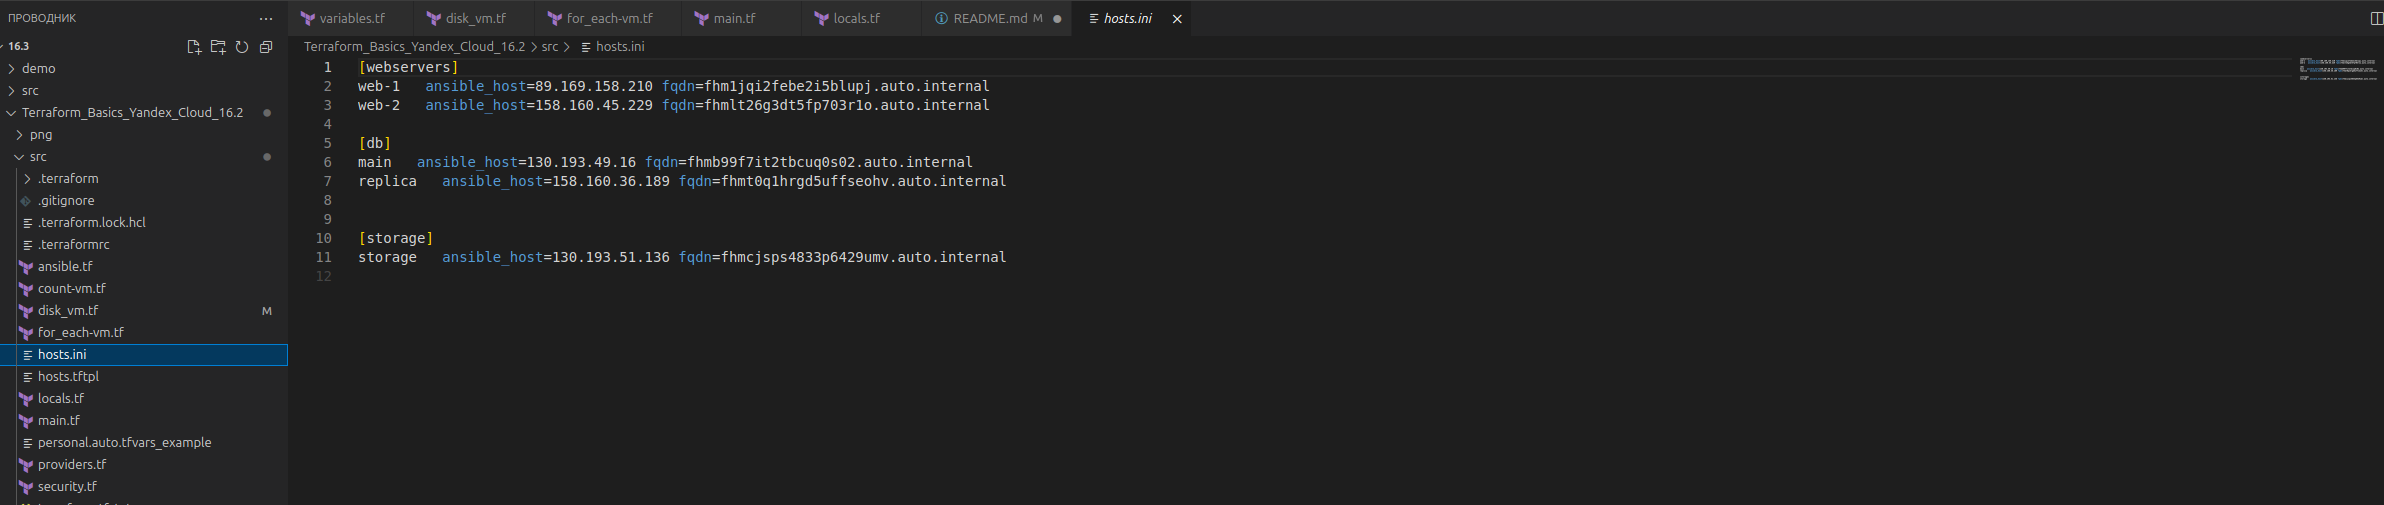 ПРОВОДНИК
variables.tf
disk_vm.tf
for_each-vm.tf
main.tf
locals.tf
README.md M
hosts.ini
16.3
demo
src
Terraform_Basics_Yandex_Cloud_16.2
png
src
.terraform
.gitignore
.terraform.lock.hcl
.terraformrc
ansible.tf
count-vm.tf
disk_vm.tf M
for_each-vm.tf
hosts.ini
hosts.tftpl
locals.tf
main.tf
personal.auto.tfvars_example
providers.tf
security.tf
Terraform_Basics_Yandex_Cloud_16.2 > src > hosts.ini
1 [webservers]
2 web-1 ansible_host=89.169.158.210 fqdn=fhm1jqi2febe2i5blupj.auto.internal
3 web-2 ansible_host=158.160.45.229 fqdn=fhmlt26g3dt5fp703r1o.auto.internal
4
5 [db]
6 main ansible_host=130.193.49.16 fqdn=fhmb99f7it2tbcuq0s02.auto.internal
7 replica ansible_host=158.160.36.189 fqdn=fhmt0q1hrgd5uffseohv.auto.internal
8
9
10 [storage]
11 storage ansible_host=130.193.51.136 fqdn=fhmcjsps4833p6429umv.auto.internal
12